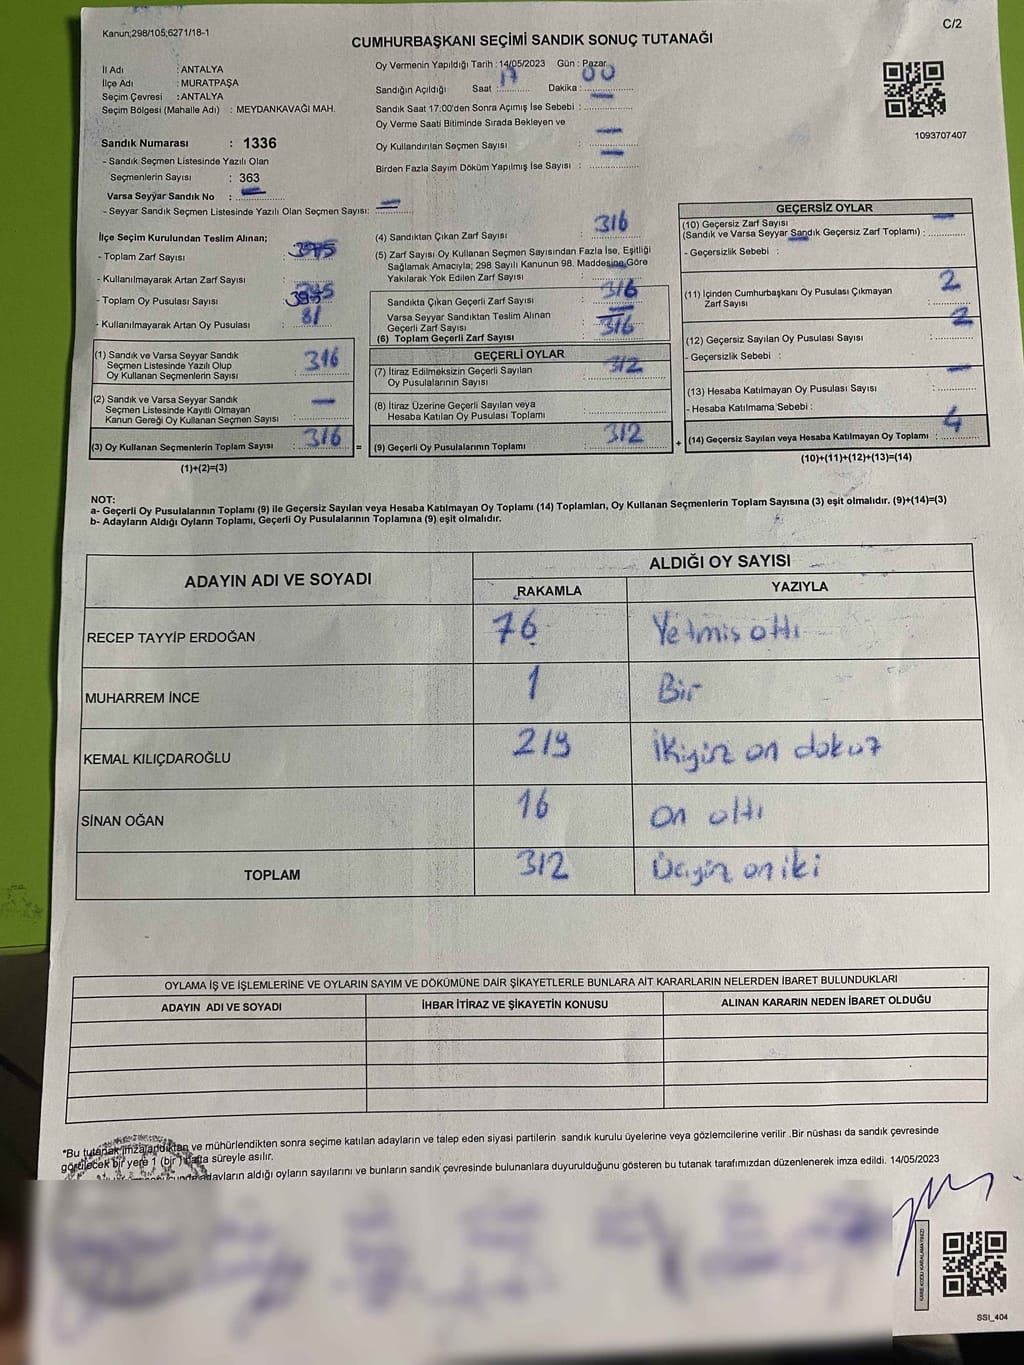 Kanun;298/105;6271/18-1
C/2
CUMHURBAŞKANI SEÇİMİ SANDIK SONUÇ TUTANAĞI
İl Adı : ANTALYA
İlçe Adı : MURATPAŞA
Seçim Çevresi : ANTALYA
Seçim Bölgesi (Mahalle Adı) : MEYDANKAVAĞI MAH.
Sandık Numarası : 1336
- Sandık Seçmen Listesinde Yazılı Olan
Seçmenlerin Sayısı : 363
Varsa Seyyar Sandık No :
- Seyyar Sandık Seçmen Listesinde Yazılı Olan Seçmen Sayısı:
Oy Vermenin Yapıldığı Tarih : 14/05/2023 Gün : Pazar
Sandığın Açıldığı Saat : 17 Dakika : 00
Sandık Saat 17:00'den Sonra Açımış İse Sebebi :
Oy Verme Saati Bitiminde Sırada Bekleyen ve
Oy Kullandırılan Seçmen Sayısı :
Birden Fazla Sayım Döküm Yapılmış İse Sayısı :
1093707407
İlçe Seçim Kurulundan Teslim Alınan;
- Toplam Zarf Sayısı :
- Kullanılmayarak Artan Zarf Sayısı :
- Toplam Oy Pusulası Sayısı :
- Kullanılmayarak Artan Oy Pusulası : 81
(1) Sandık ve Varsa Seyyar Sandık
Seçmen Listesinde Yazılı Olup
Oy Kullanan Seçmenlerin Sayısı : 316
(2) Sandık ve Varsa Seyyar Sandık
Seçmen Listesinde Kayıtlı Olmayan
Kanun Gereği Oy Kullanan Seçmen Sayısı :
(3) Oy Kullanan Seçmenlerin Toplam Sayısı : 316
(1)+(2)=(3)
=
(4) Sandıktan Çıkan Zarf Sayısı : 316
(5) Zarf Sayısı Oy Kullanan Seçmen Sayısından Fazla İse, Eşitliği
Sağlamak Amacıyla; 298 Sayılı Kanunun 98. Maddesine Göre
Yakılarak Yok Edilen Zarf Sayısı :
Sandıkta Çıkan Geçerli Zarf Sayısı : 316
Varsa Seyyar Sandıktan Teslim Alınan
Geçerli Zarf Sayısı :
(6) Toplam Geçerli Zarf Sayısı : 316
GEÇERLİ OYLAR
(7) İtiraz Edilmeksizin Geçerli Sayılan
Oy Pusulalarının Sayısı : 312
(8) İtiraz Üzerine Geçerli Sayılan veya
Hesaba Katılan Oy Pusulası Toplamı :
(9) Geçerli Oy Pusulalarının Toplamı : 312
+
GEÇERSİZ OYLAR
(10) Geçersiz Zarf Sayısı
(Sandık ve Varsa Seyyar Sandık Geçersiz Zarf Toplamı) :
- Geçersizlik Sebebi :
(11) İçinden Cumhurbaşkanı Oy Pusulası Çıkmayan
Zarf Sayısı : 2
(12) Geçersiz Sayılan Oy Pusulası Sayısı : 2
- Geçersizlik Sebebi :
(13) Hesaba Katılmayan Oy Pusulası Sayısı :
- Hesaba Katılmama Sebebi :
(14) Geçersiz Sayılan veya Hesaba Katılmayan Oy Toplamı : 4
(10)+(11)+(12)+(13)=(14)
NOT:
a- Geçerli Oy Pusulalarının Toplamı (9) ile Geçersiz Sayılan veya Hesaba Katılmayan Oy Toplamı (14) Toplamları, Oy Kullanan Seçmenlerin Toplam Sayısına (3) eşit olmalıdır. (9)+(14)=(3)
b- Adayların Aldığı Oyların Toplamı, Geçerli Oy Pusulalarının Toplamına (9) eşit olmalıdır.
ADAYIN ADI VE SOYADI
ALDIĞI OY SAYISI
RAKAMLA YAZIYLA
RECEP TAYYİP ERDOĞAN 76 Yetmiş altı
MUHARREM İNCE 1 Bir
KEMAL KILIÇDAROĞLU 219 İkiyüz on dokuz
SİNAN OĞAN 16 On altı
TOPLAM 312 Üçyüz oniki
OYLAMA İŞ VE İŞLEMLERİNE VE OYLARIN SAYIM VE DÖKÜMÜNE DAİR ŞİKAYETLERLE BUNLARA AİT KARARLARIN NELERDEN İBARET BULUNDUKLARI
ADAYIN ADI VE SOYADI İHBAR İTİRAZ VE ŞİKAYETİN KONUSU ALINAN KARARIN NEDEN İBARET OLDUĞU
"Bu tutanak imzalandıktan ve mühürlendikten sonra seçime katılan adayların ve talep eden siyasi partilerin sandık kurulu üyelerine veya gözlemcilerine verilir .Bir nüshası da sandık çevresinde
görülecek bir yere 1 (bir ) hafta süreyle asılır.
adayların aldığı oyların sayılarını ve bunların sandık çevresinde bulunanlara duyurulduğunu gösteren bu tutanak tarafımızdan düzenlenerek imza edildi. 14/05/2023
KARE KODU KARALAMAYINIZ!
SSI_404